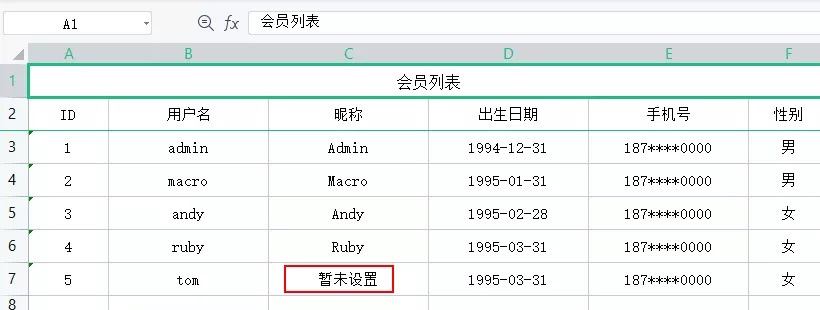 A1 fx 会员列表
A B C D E F
1 会员列表
2 ID 用户名 昵称 出生日期 手机号 性别
3 1 admin Admin 1994-12-31 187****0000 男
4 2 macro Macro 1995-01-31 187****0000 男
5 3 andy Andy 1995-02-28 187****0000 女
6 4 ruby Ruby 1995-03-31 187****0000 女
7 5 tom 暂未设置 1995-03-31 187****0000 女
8